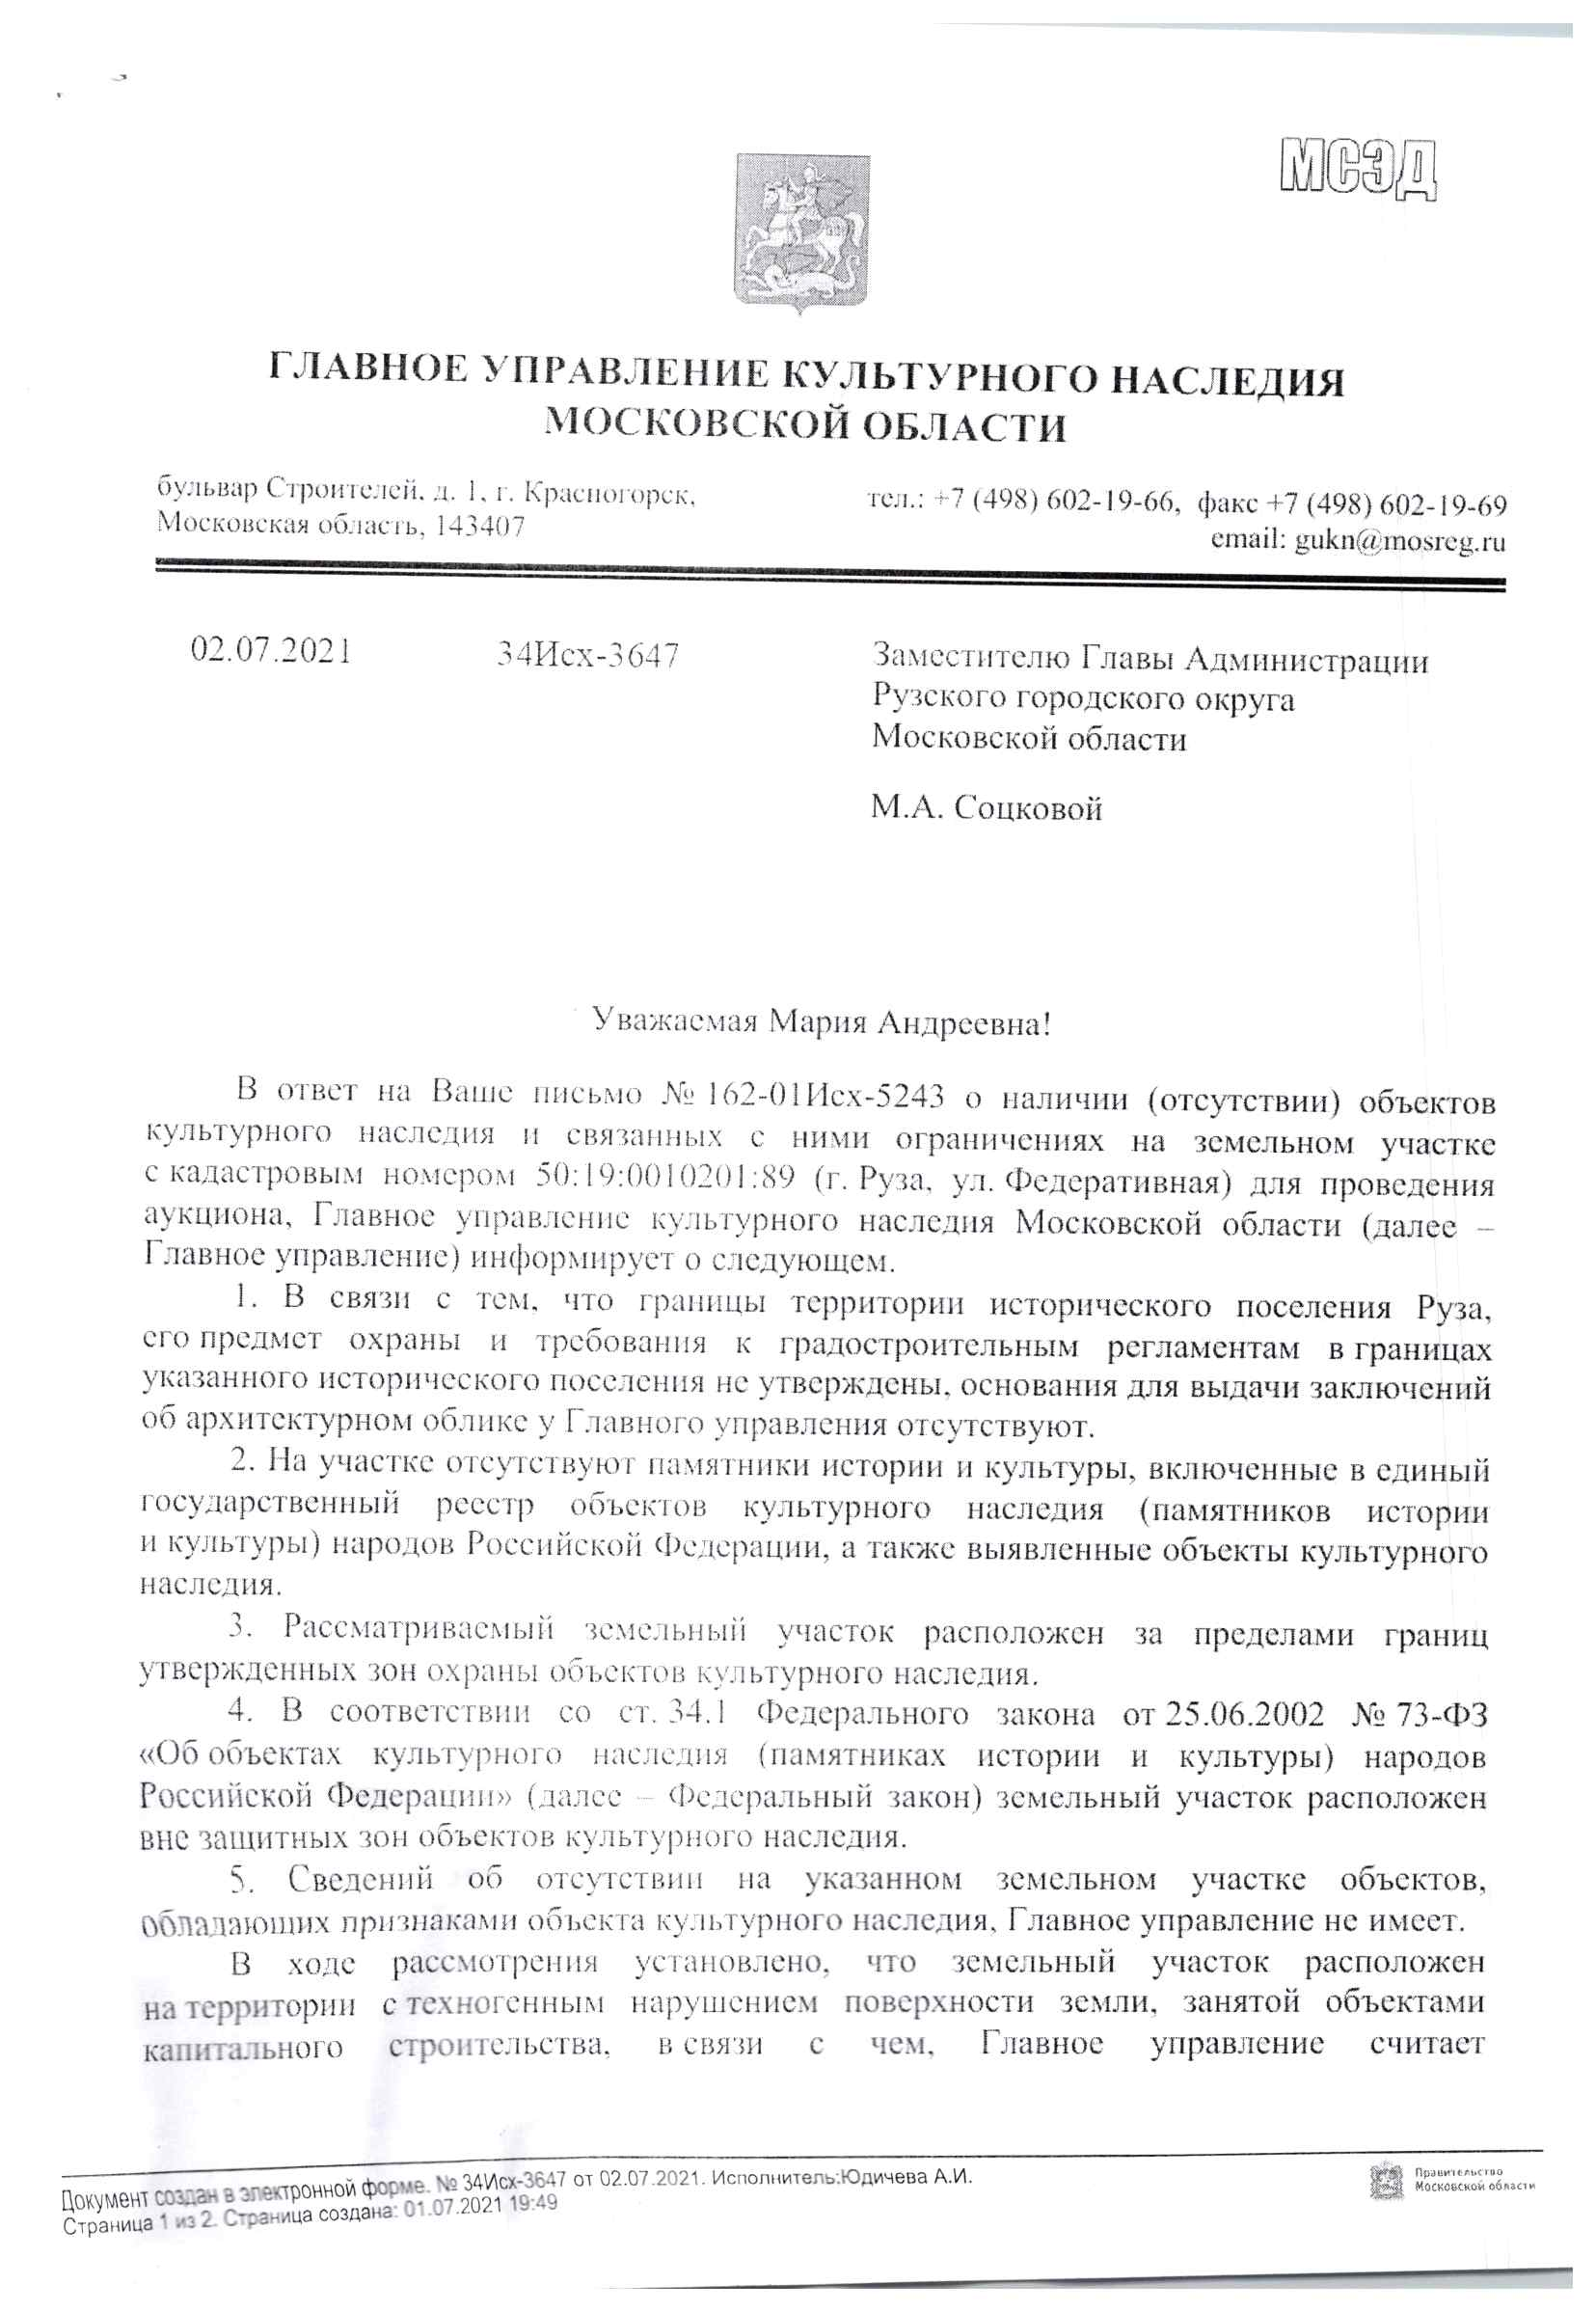 МСЭД
ГЛАВНОЕ УПРАВЛЕНИЕ КУЛЬТУРНОГО НАСЛЕДИЯ
МОСКОВСКОЙ ОБЛАСТИ
бульвар Строителей, д. 1, г. Красногорск,
Московская область, 143407
тел.: +7 (498) 602-19-66, факс +7 (498) 602-19-69
email: gukn@mosreg.ru
02.07.2021
34Исх-3647
Заместителю Главы Администрации
Рузского городского округа
Московской области
М.А. Соцковой
Уважаемая Мария Андреевна!
В ответ на Ваше письмо № 162-01Исх-5243 о наличии (отсутствии) объектов
культурного наследия и связанных с ними ограничениях на земельном участке
с кадастровым номером 50:19:0010201:89 (г. Руза, ул. Федеративная) для проведения
аукциона, Главное управление культурного наследия Московской области (далее –
Главное управление) информирует о следующем.
1. В связи с тем, что границы территории исторического поселения Руза,
его предмет охраны и требования к градостроительным регламентам в границах
указанного исторического поселения не утверждены, основания для выдачи заключений
об архитектурном облике у Главного управления отсутствуют.
2. На участке отсутствуют памятники истории и культуры, включенные в единый
государственный реестр объектов культурного наследия (памятников истории
и культуры) народов Российской Федерации, а также выявленные объекты культурного
наследия.
3. Рассматриваемый земельный участок расположен за пределами границ
утвержденных зон охраны объектов культурного наследия.
4. В соответствии со ст. 34.1 Федерального закона от 25.06.2002 № 73-ФЗ
«Об объектах культурного наследия (памятниках истории и культуры) народов
Российской Федерации» (далее – Федеральный закон) земельный участок расположен
вне защитных зон объектов культурного наследия.
5. Сведений об отсутствии на указанном земельном участке объектов,
обладающих признаками объекта культурного наследия, Главное управление не имеет.
В ходе рассмотрения установлено, что земельный участок расположен
на территории с техногенным нарушением поверхности земли, занятой объектами
капитального строительства, в связи с чем, Главное управление считает
Документ создан в электронной форме. № 34Исх-3647 от 02.07.2021. Исполнитель:Юдичева А.И.
Страница 1 из 2. Страница создана: 01.07.2021 19:49
Правительство
Московской области